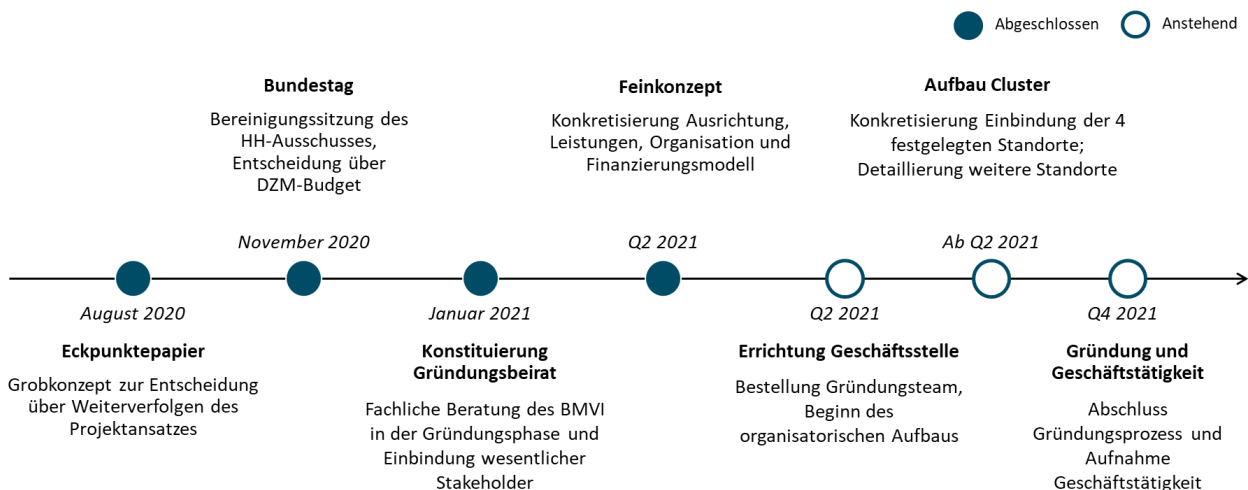 Abgeschlossen
Anstehend
Bundestag
Bereinigungssitzung des
HH-Ausschusses,
Entscheidung über
DZM-Budget
Feinkonzept
Konkretisierung Ausrichtung,
Leistungen, Organisation und
Finanzierungsmodell
Aufbau Cluster
Konkretisierung Einbindung der 4
festgelegten Standorte;
Detaillierung weitere Standorte
November 2020
Q2 2021
Ab Q2 2021
August 2020
Januar 2021
Q2 2021
Q4 2021
Eckpunktepapier
Grobkonzept zur Entscheidung
über Weiterverfolgen des
Projektansatzes
Konstituierung
Gründungsbeirat
Fachliche Beratung des BMVI
in der Gründungsphase und
Einbindung wesentlicher
Stakeholder
Errichtung Geschäftsstelle
Bestellung Gründungsteam,
Beginn des
organisatorischen Aufbaus
Gründung und
Geschäftstätigkeit
Abschluss
Gründungsprozess und
Aufnahme
Geschäftstätigkeit